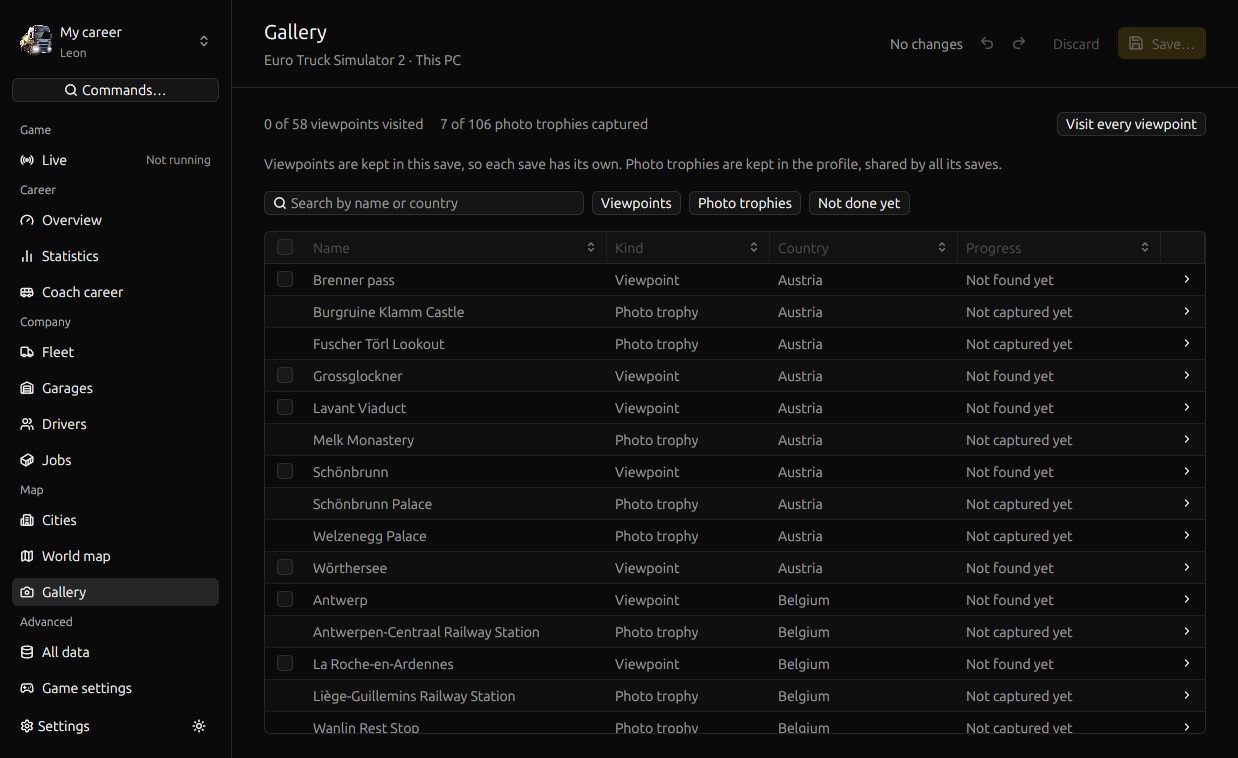 My career
Leon
Commands…
Game
Live Not running
Career
Overview
Statistics
Coach career
Company
Fleet
Garages
Drivers
Jobs
Map
Cities
World map
Gallery
Advanced
All data
Game settings
Settings
Gallery
Euro Truck Simulator 2 · This PC
No changes Discard Save…
0 of 58 viewpoints visited 7 of 106 photo trophies captured Visit every viewpoint
Viewpoints are kept in this save, so each save has its own. Photo trophies are kept in the profile, shared by all its saves.
Search by name or country Viewpoints Photo trophies Not done yet
Name Kind Country Progress
Brenner pass Viewpoint Austria Not found yet
Burgruine Klamm Castle Photo trophy Austria Not captured yet
Fuscher Törl Lookout Photo trophy Austria Not captured yet
Grossglockner Viewpoint Austria Not found yet
Lavant Viaduct Viewpoint Austria Not found yet
Melk Monastery Photo trophy Austria Not captured yet
Schönbrunn Viewpoint Austria Not found yet
Schönbrunn Palace Photo trophy Austria Not captured yet
Welzenegg Palace Photo trophy Austria Not captured yet
Wörthersee Viewpoint Austria Not found yet
Antwerp Viewpoint Belgium Not found yet
Antwerpen-Centraal Railway Station Photo trophy Belgium Not captured yet
La Roche-en-Ardennes Viewpoint Belgium Not found yet
Liège-Guillemins Railway Station Photo trophy Belgium Not captured yet
Wanlin Rest Stop Photo trophy Belgium Not captured yet